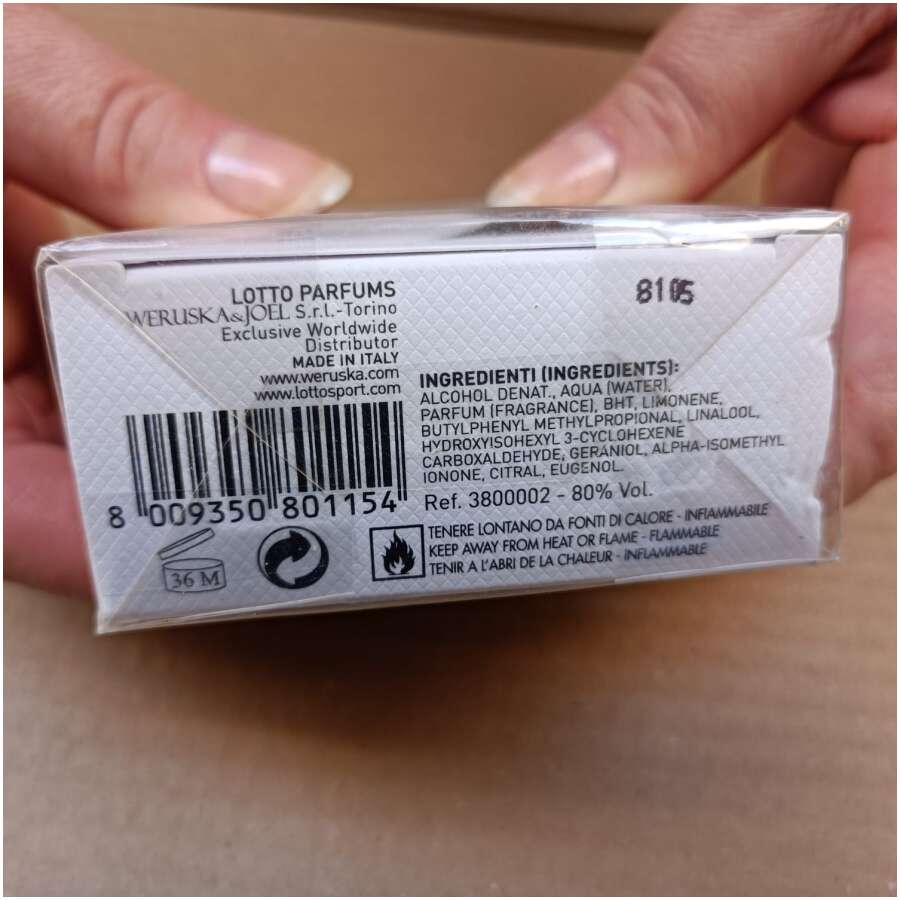 LOTTO PARFUMS
WERUSKA&JOEL S.r.l.-Torino
Exclusive Worldwide
Distributor
MADE IN ITALY
www.weruska.com
www.lottosport.com
8 009350 801154
36 M
8105
INGREDIENTI (INGREDIENTS):
ALCOHOL DENAT., AQUA (WATER),
PARFUM (FRAGRANCE), BHT, LIMONENE,
BUTYLPHENYL METHYLPROPIONAL, LINALOOL,
HYDROXYISOHEXYL 3-CYCLOHEXENE
CARBOXALDEHYDE, GERANIOL, ALPHA-ISOMETHYL
IONONE, CITRAL, EUGENOL.
Ref. 3800002 - 80% Vol.
TENERE LONTANO DA FONTI DI CALORE - INFIAMMABILE
KEEP AWAY FROM HEAT OR FLAME - FLAMMABLE
TENIR A L'ABRI DE LA CHALEUR - INFLAMMABLE